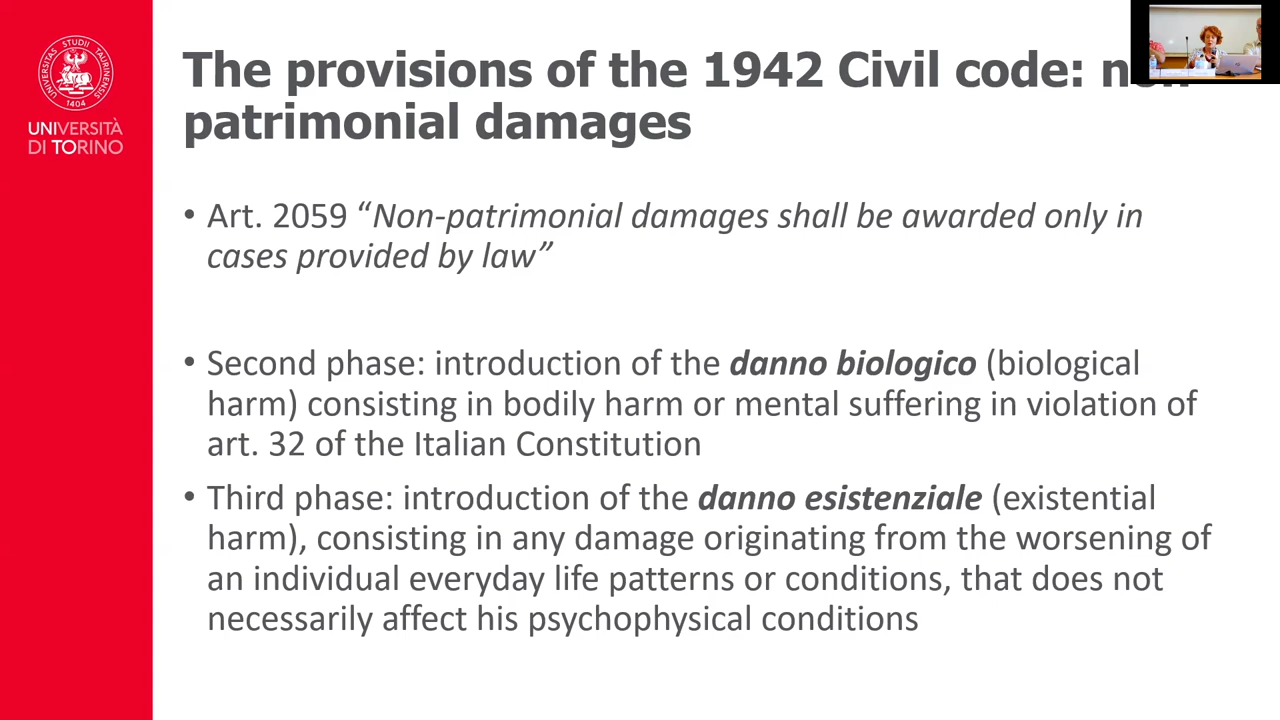 UNIVERSITAS STUDII TAURINENSIS
1404
UNIVERSITÀ
DI TORINO
The provisions of the 1942 Civil code:
patrimonial damages
• Art. 2059 “Non-patrimonial damages shall be awarded only in
cases provided by law”
• Second phase: introduction of the danno biologico (biological
harm) consisting in bodily harm or mental suffering in violation of
art. 32 of the Italian Constitution
• Third phase: introduction of the danno esistenziale (existential
harm), consisting in any damage originating from the worsening of
an individual everyday life patterns or conditions, that does not
necessarily affect his psychophysical conditions